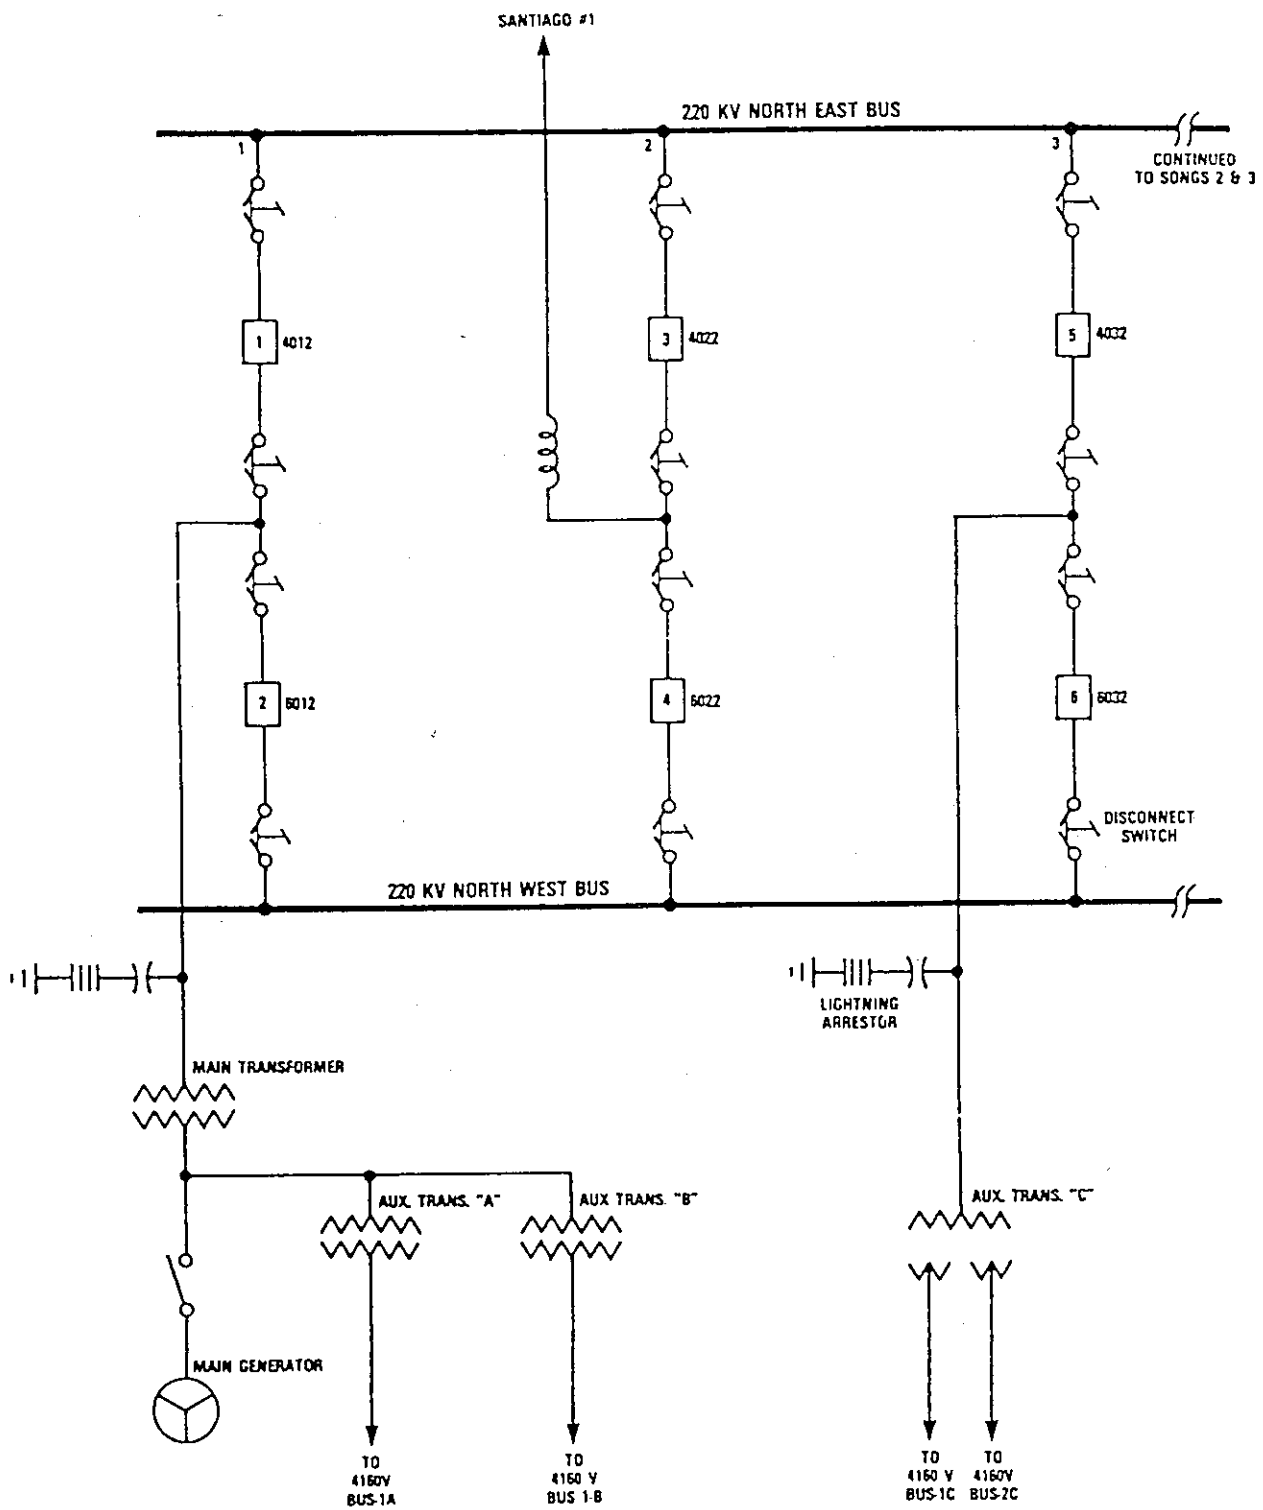 SANTIAGO #1
220 KV NORTH EAST BUS
1
2
3
CONTINUED
TO SONGS 2 & 3
1 4012
3 4022
5 4032
2 6012
4 6022
6 6032
DISCONNECT
SWITCH
220 KV NORTH WEST BUS
LIGHTNING
ARRESTOR
MAIN TRANSFORMER
AUX. TRANS. "A"
AUX TRANS. "B"
AUX. TRANS. "C"
MAIN GENERATOR
TO
4160V
BUS-1A
TO
4160 V
BUS 1-B
TO
4160 V
BUS-1C
TO
4160V
BUS-2C